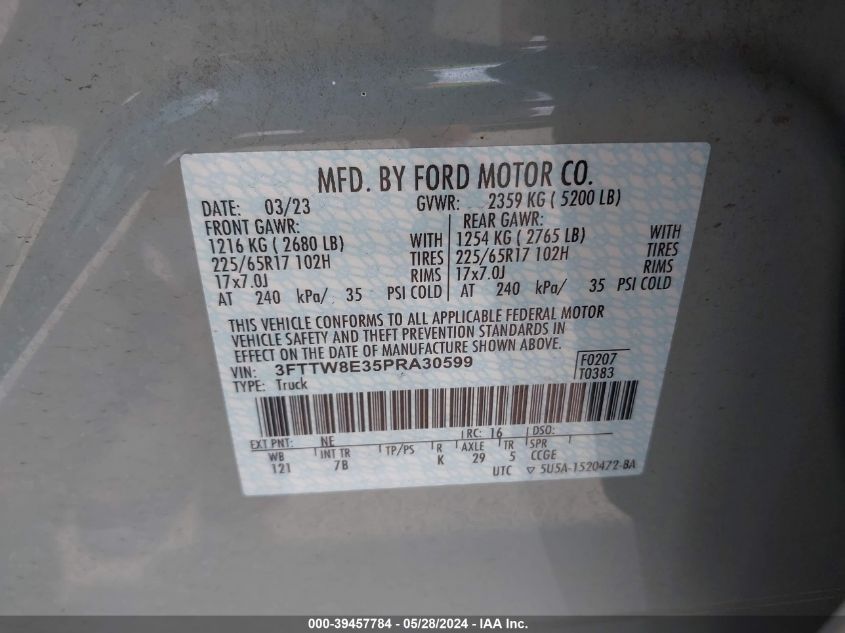 MFD. BY FORD MOTOR CO.
DATE: 03/23 GVWR: 2359 KG ( 5200 LB)
FRONT GAWR: REAR GAWR:
1216 KG ( 2680 LB) WITH 1254 KG ( 2765 LB) WITH
225/65R17 102H TIRES 225/65R17 102H TIRES
17x7.0J RIMS 17x7.0J RIMS
AT 240 kPa/ 35 PSI COLD AT 240 kPa/ 35 PSI COLD
THIS VEHICLE CONFORMS TO ALL APPLICABLE FEDERAL MOTOR
VEHICLE SAFETY AND THEFT PREVENTION STANDARDS IN
EFFECT ON THE DATE OF MANUFACTURE SHOWN ABOVE.
VIN: 3FTTW8E35PRA30599 F0207
TYPE: Truck T0383
EXT PNT: NE RC: 16 DSO:
WB INT TR TP/PS R AXLE TR SPR
121 7B K 29 5 CCGE
UTC ▽ 5U5A-1520472-BA
000-39457784 - 05/28/2024 - IAA Inc.